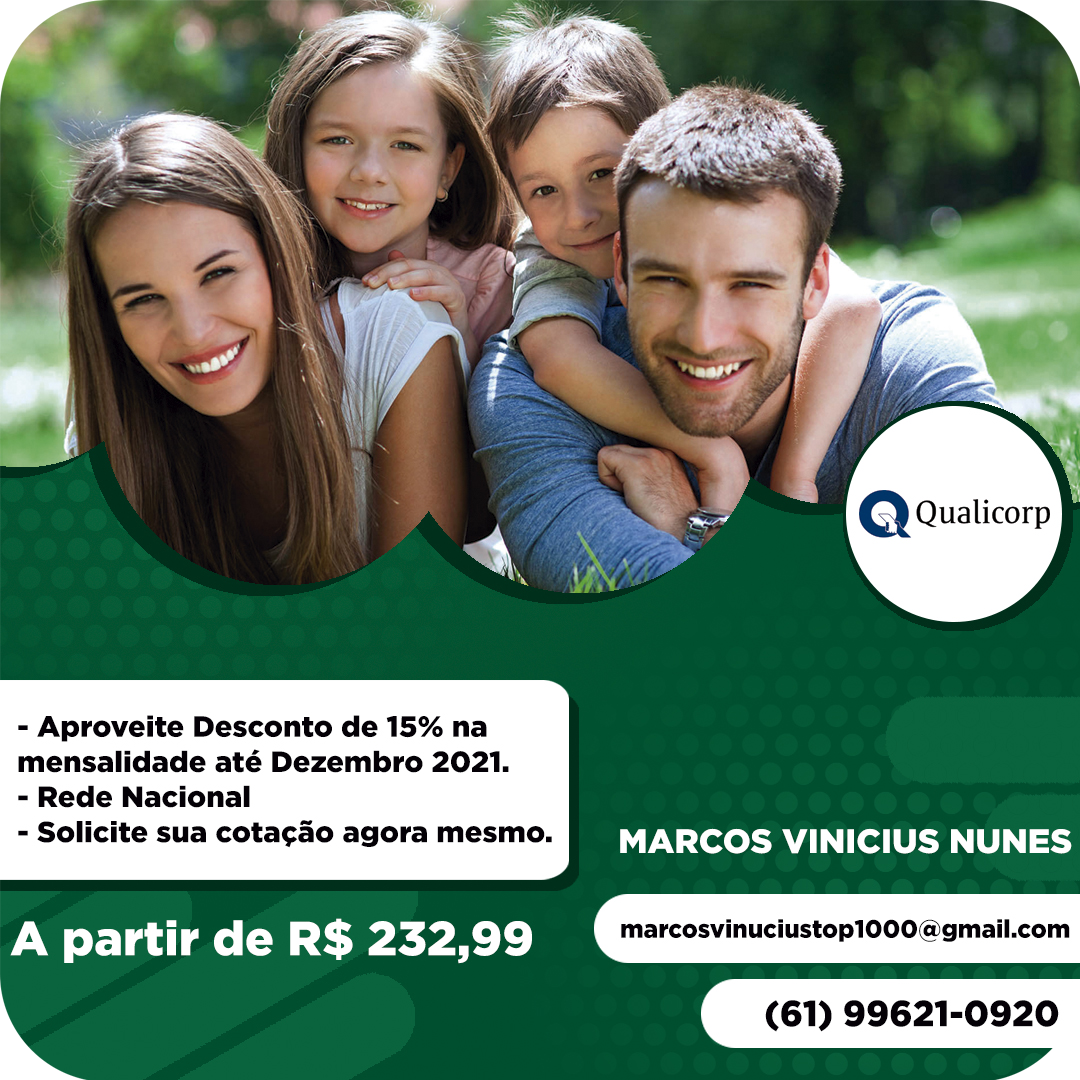 Qualicorp
- Aproveite Desconto de 15% na
mensalidade até Dezembro 2021.
- Rede Nacional
- Solicite sua cotação agora mesmo.
A partir de R$ 232,99
MARCOS VINICIUS NUNES
marcosvinuciustop1000@gmail.com
(61) 99621-0920